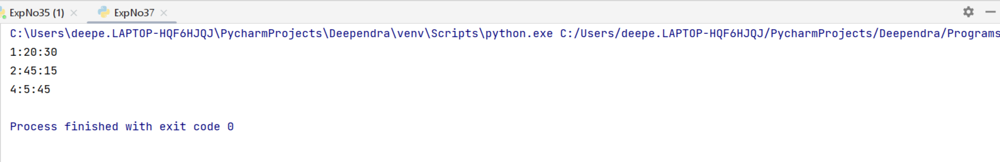 ExpNo35 (1) ExpNo37
C:\Users\deepe.LAPTOP-HQF6HJQJ\PycharmProjects\Deependra\venv\Scripts\python.exe C:/Users/deepe.LAPTOP-HQF6HJQJ/PycharmProjects/Deependra/Programs
1:20:30
2:45:15
4:5:45
Process finished with exit code 0